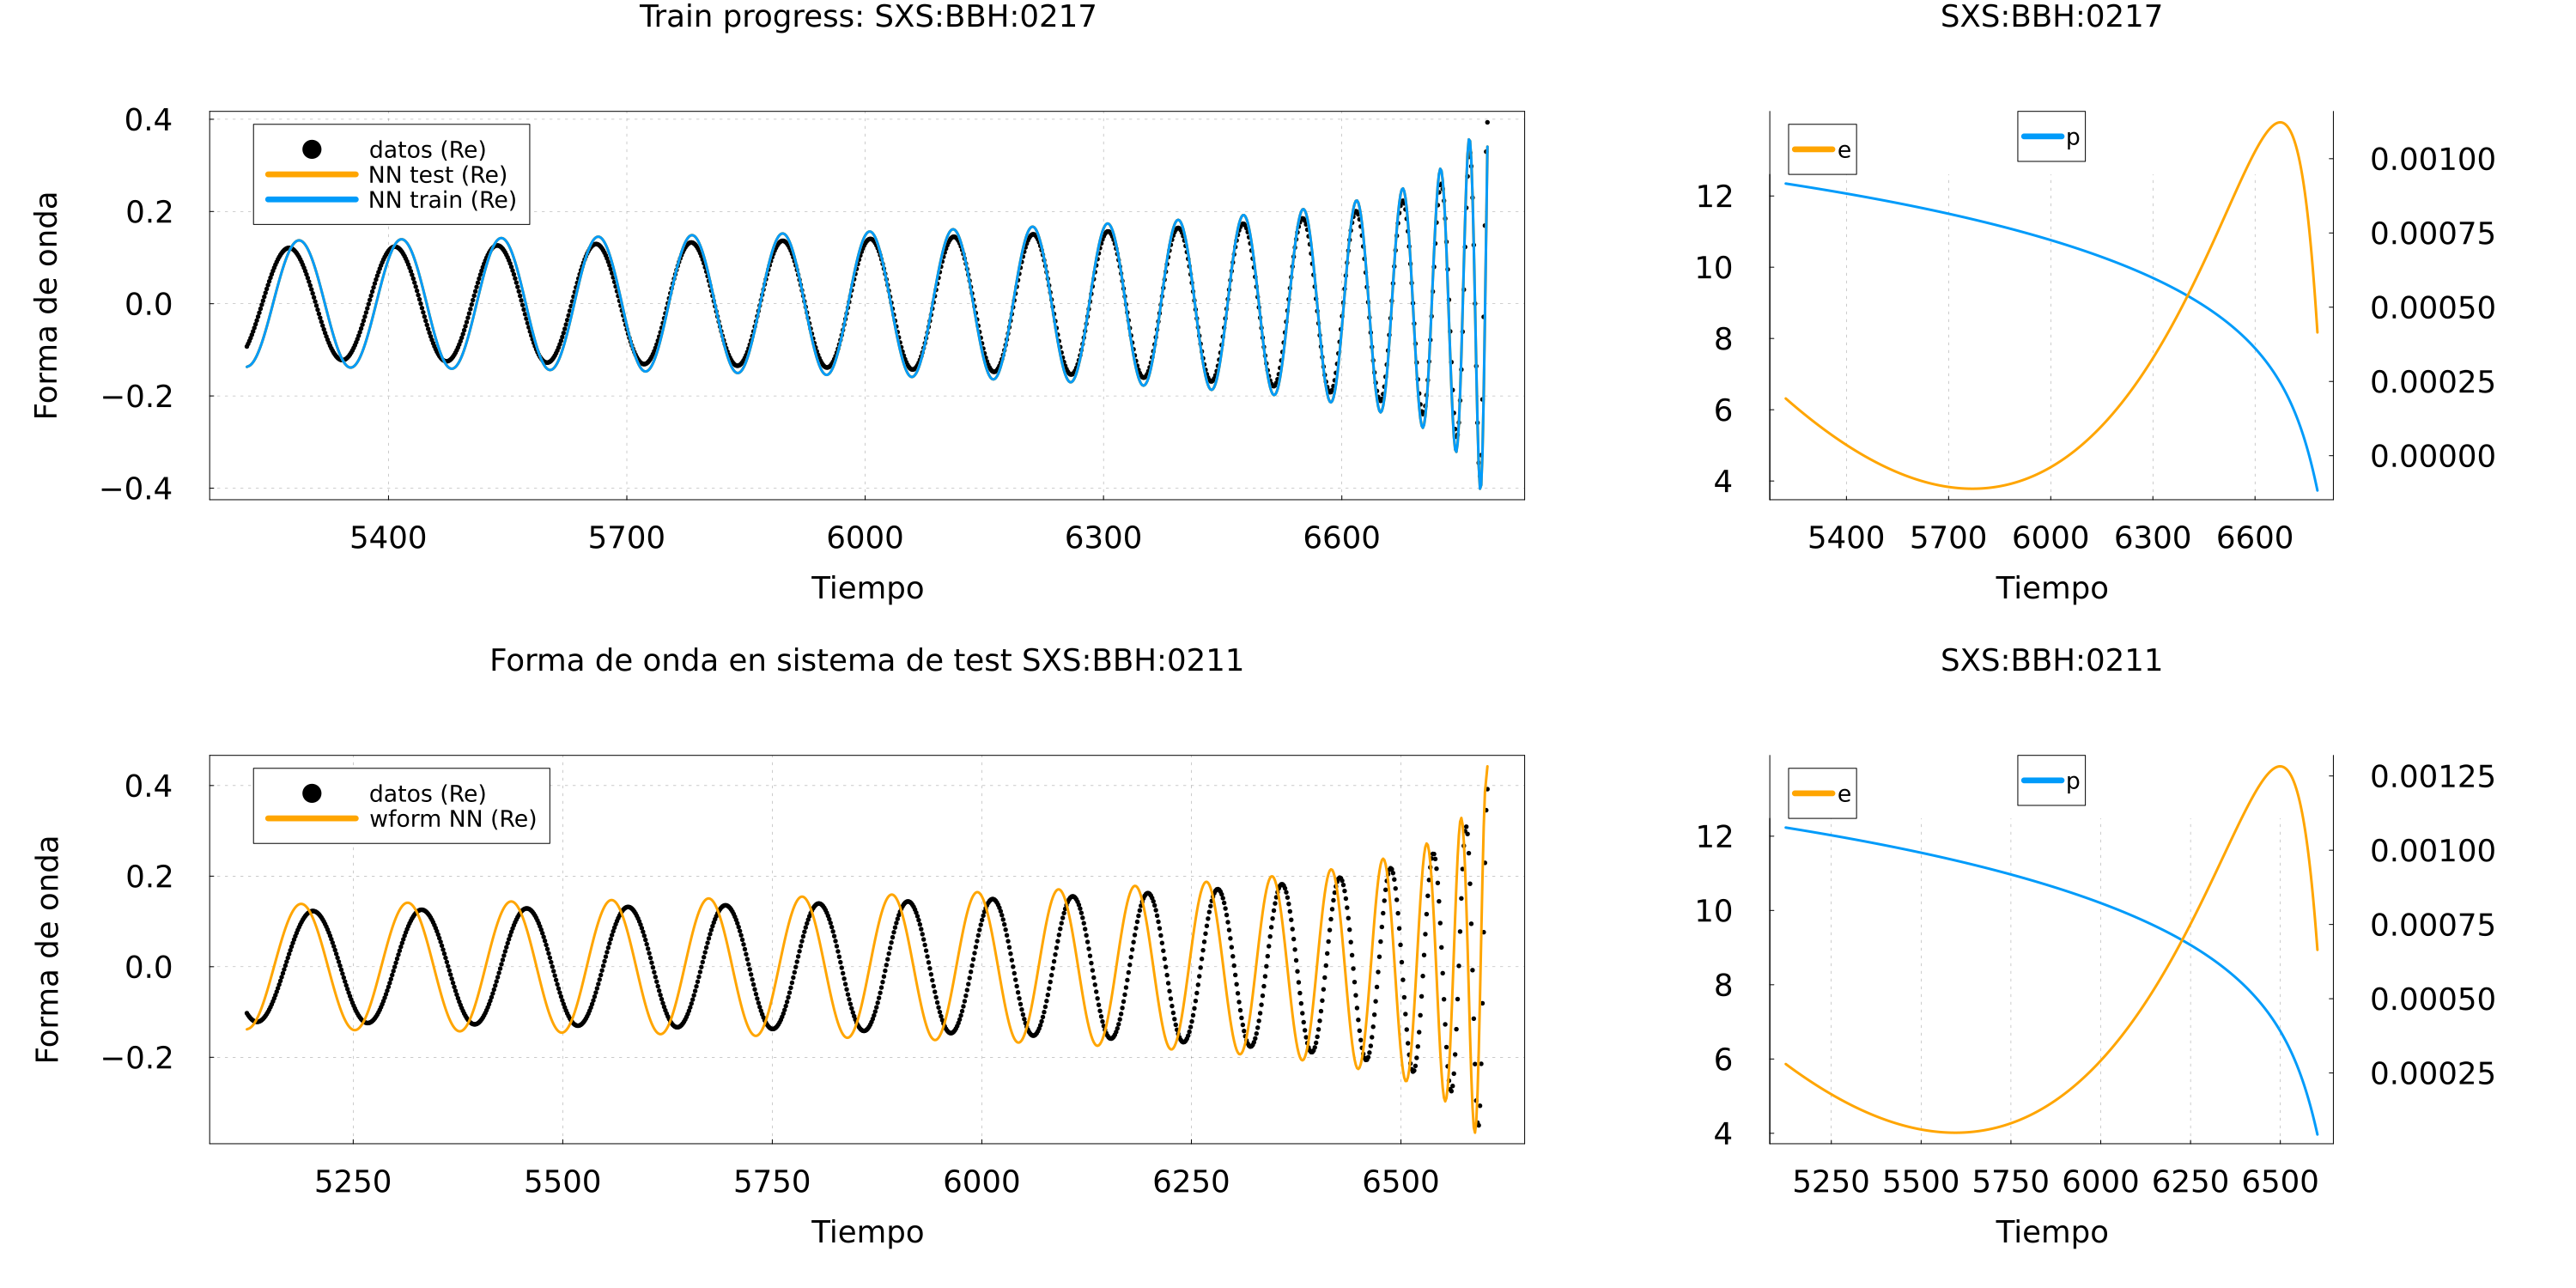 Train progress: SXS:BBH:0217
SXS:BBH:0217
Forma de onda
0.4
0.2
0.0
−0.2
−0.4
datos (Re)
NN test (Re)
NN train (Re)
5400 5700 6000 6300 6600
Tiempo
12
10
8
6
4
e
p
0.00100
0.00075
0.00050
0.00025
0.00000
5400 5700 6000 6300 6600
Tiempo
Forma de onda en sistema de test SXS:BBH:0211
SXS:BBH:0211
Forma de onda
0.4
0.2
0.0
−0.2
datos (Re)
wform NN (Re)
5250 5500 5750 6000 6250 6500
Tiempo
12
10
8
6
4
e
p
0.00125
0.00100
0.00075
0.00050
0.00025
5250 5500 5750 6000 6250 6500
Tiempo